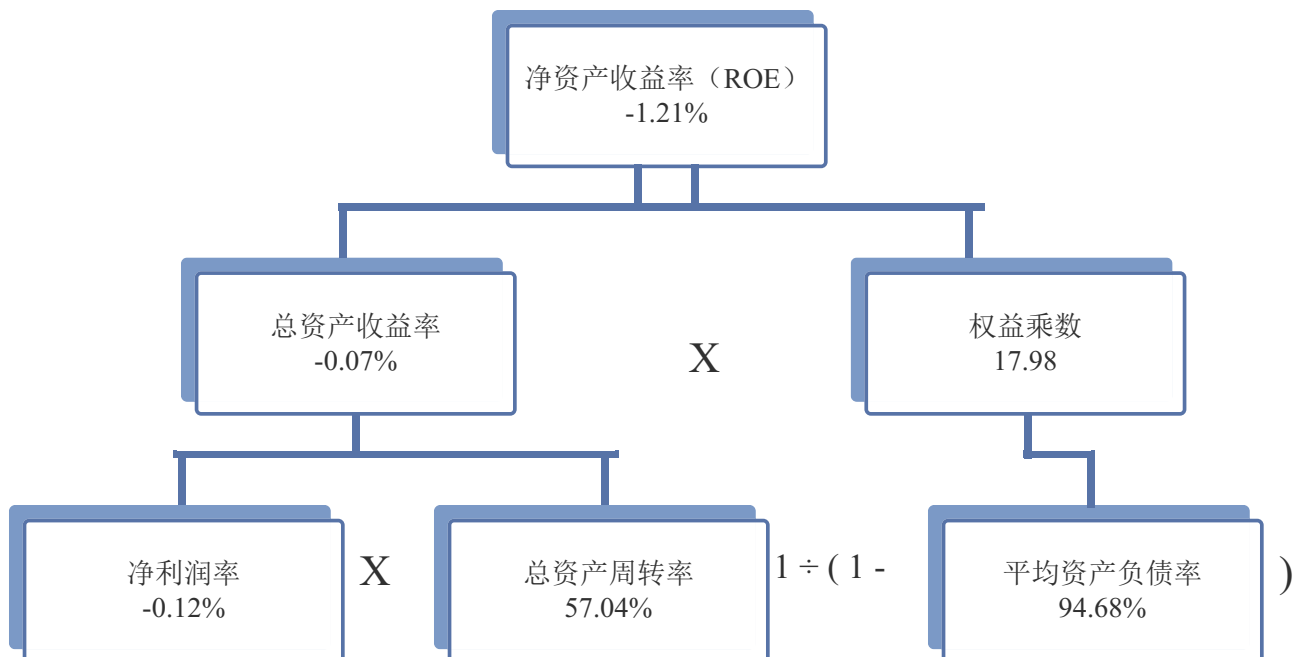 净资产收益率（ROE）
-1.21%
总资产收益率
-0.07%
X
权益乘数
17.98
净利润率
-0.12%
X
总资产周转率
57.04%
1 ÷ ( 1 -
平均资产负债率
94.68%
)